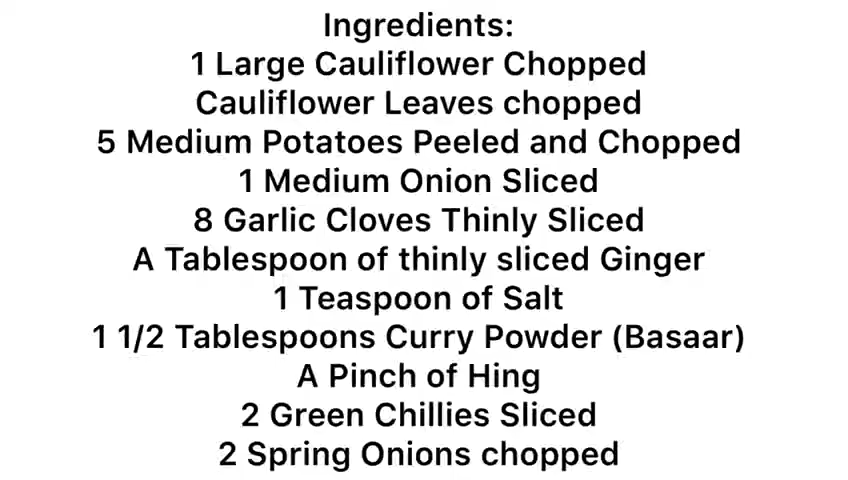 Ingredients:
1 Large Cauliflower Chopped
Cauliflower Leaves chopped
5 Medium Potatoes Peeled and Chopped
1 Medium Onion Sliced
8 Garlic Cloves Thinly Sliced
A Tablespoon of thinly sliced Ginger
1 Teaspoon of Salt
1 1/2 Tablespoons Curry Powder (Basaar)
A Pinch of Hing
2 Green Chillies Sliced
2 Spring Onions chopped